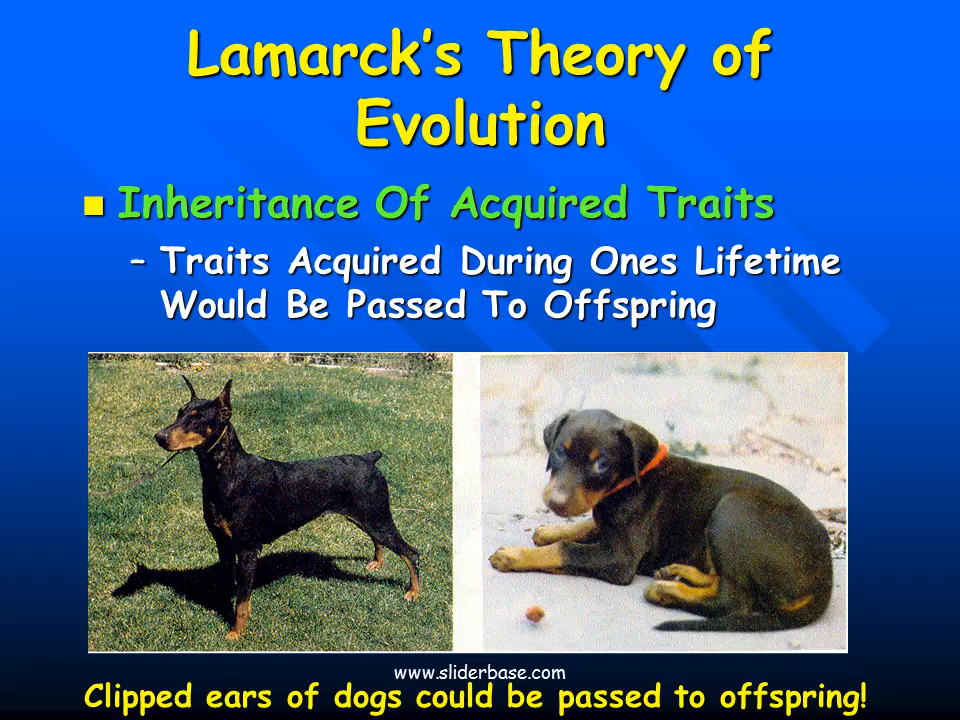 Lamarck’s Theory of
Evolution
Inheritance Of Acquired Traits
– Traits Acquired During Ones Lifetime
Would Be Passed To Offspring
www.sliderbase.com
Clipped ears of dogs could be passed to offspring!